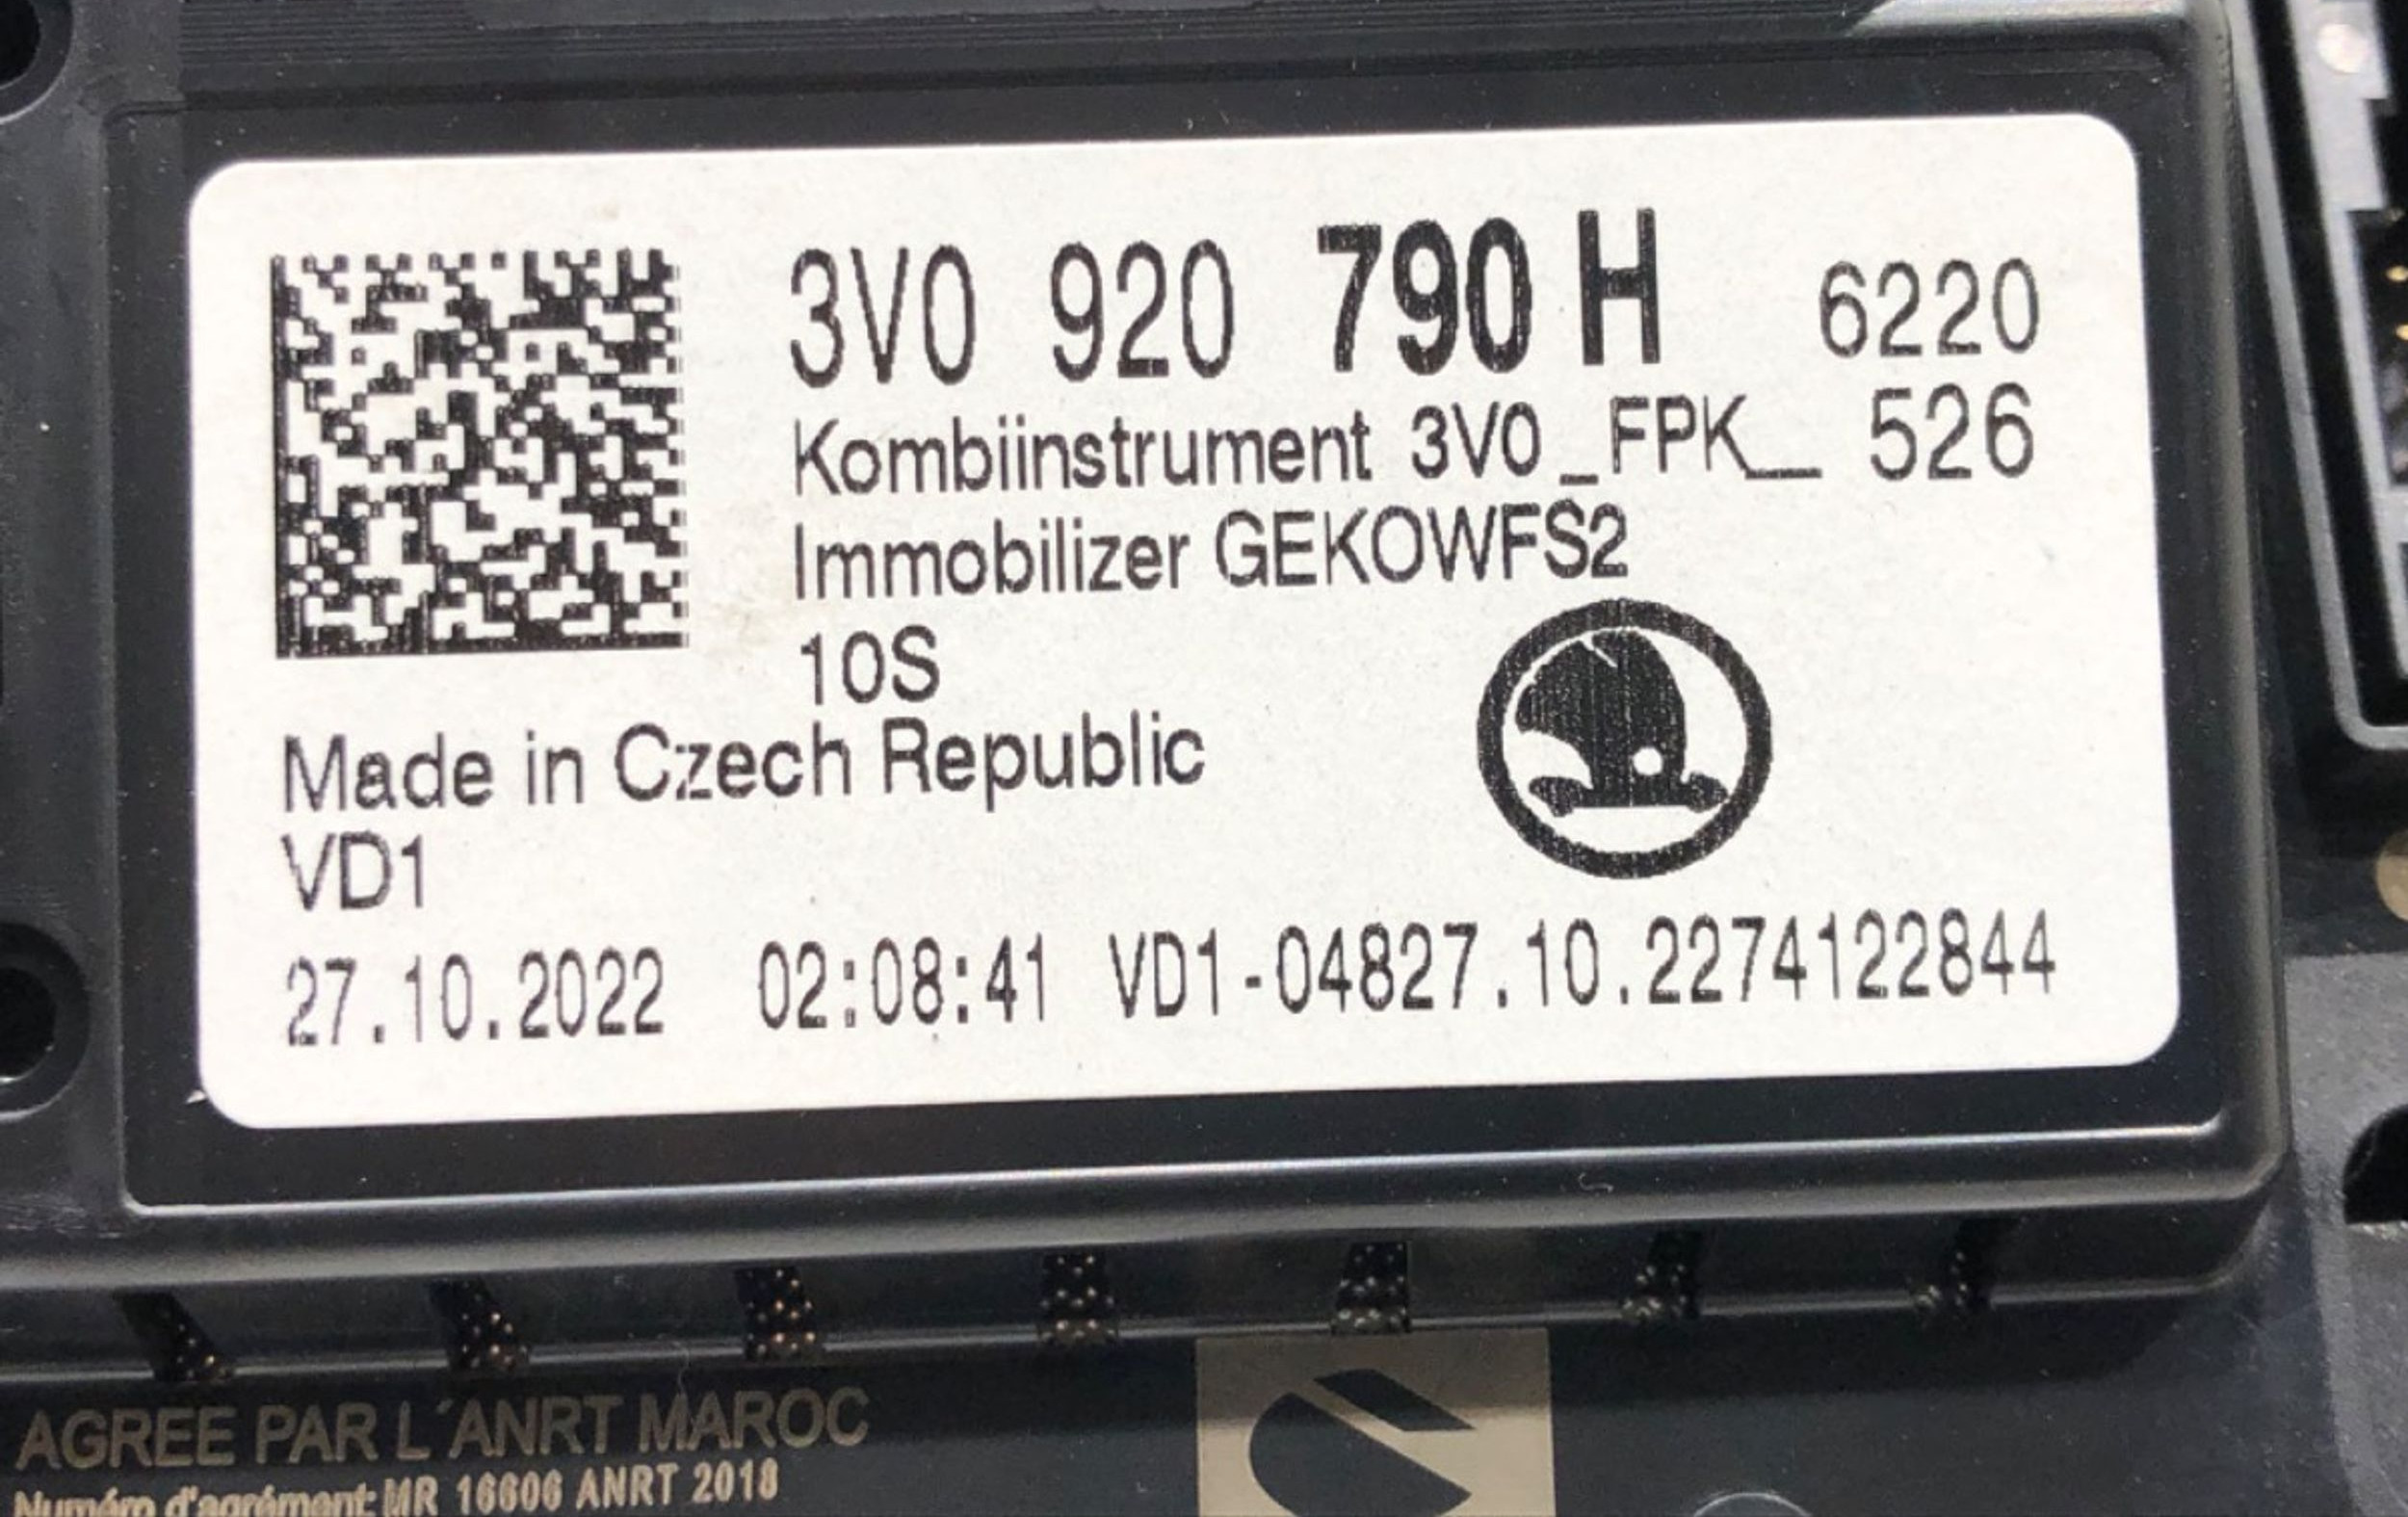 3V0 920 790 H 6220
Kombiinstrument 3V0_FPK_ 526
Immobilizer GEKOWFS2
10S
Made in Czech Republic
VD1
27.10.2022 02:08:41 VD1-04827.10.2274122844
AGREE PAR L´ANRT MAROC
Numéro d'agrément: MR 16606 ANRT 2018